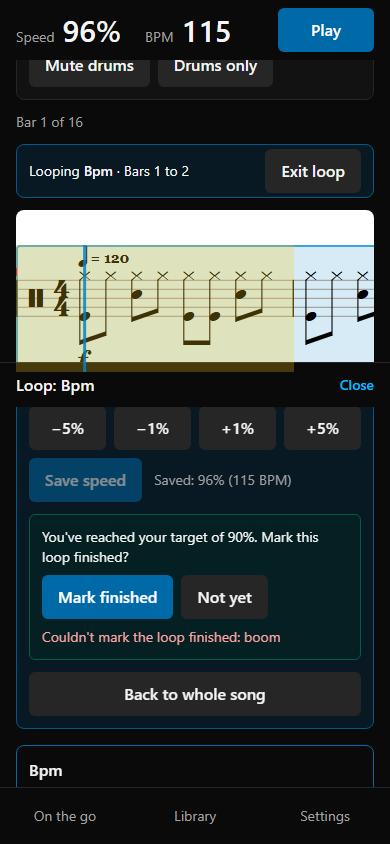 Speed 96% BPM 115 Play
Mute drums Drums only
Bar 1 of 16
Looping Bpm · Bars 1 to 2 Exit loop
= 120
4
4
f
Loop: Bpm Close
−5% −1% +1% +5%
Save speed Saved: 96% (115 BPM)
You've reached your target of 90%. Mark this
loop finished?
Mark finished Not yet
Couldn't mark the loop finished: boom
Back to whole song
Bpm
On the go Library Settings